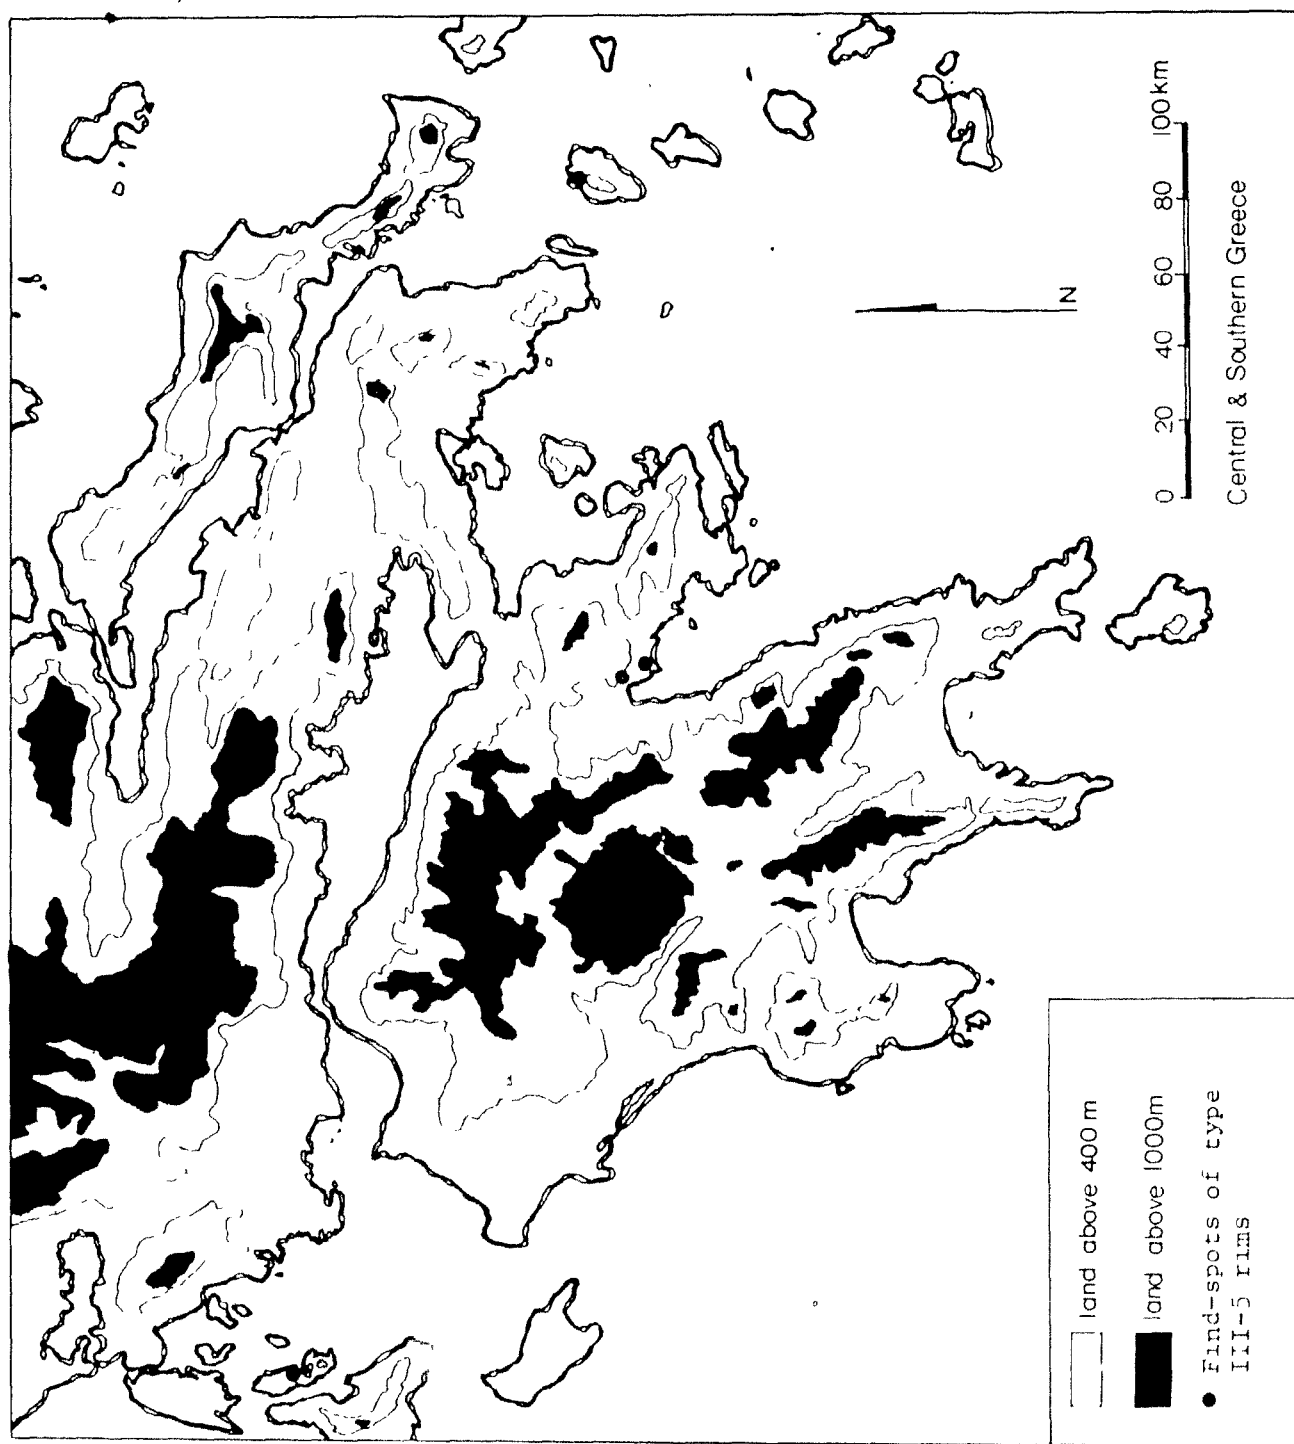 land above 400m
land above 1000m
Find-spots of type
III-5 rims
N
0 20 40 60 80 100km
Central & Southern Greece